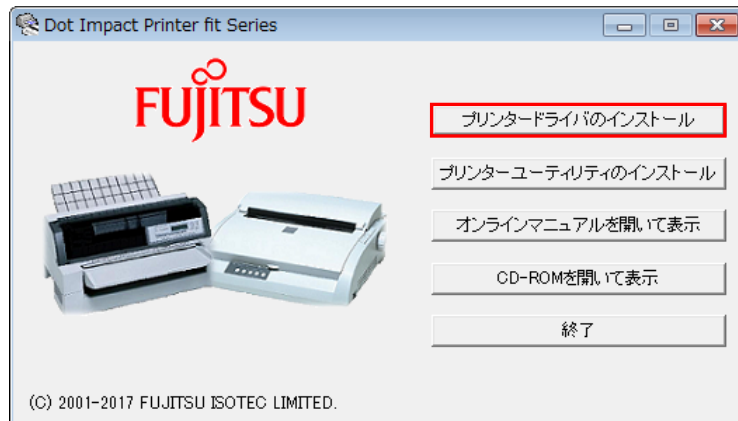 Dot Impact Printer fit Series
FUJITSU
プリンタードライバのインストール
プリンターユーティリティのインストール
オンラインマニュアルを開いて表示
CD-ROMを開いて表示
終了
(C) 2001-2017 FUJITSU ISOTEC LIMITED.